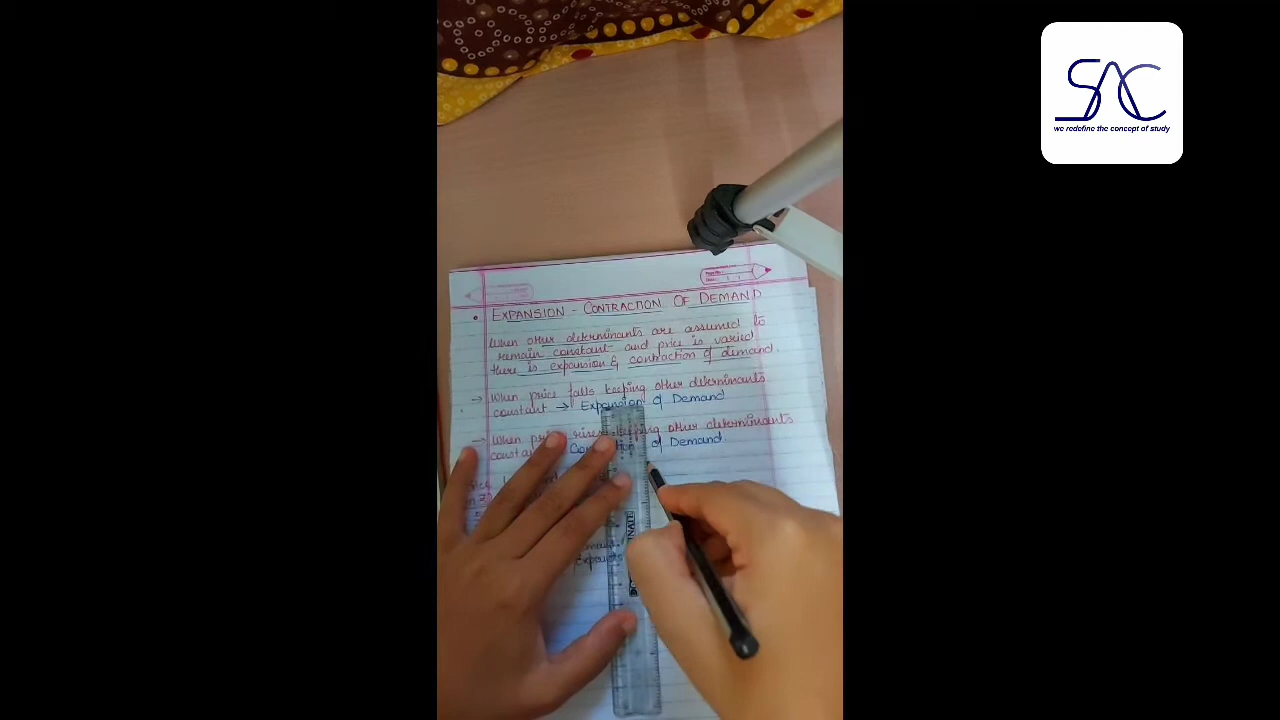 SAC
we redefine the concept of study
• EXPANSION - CONTRACTION OF DEMAND
When other determinants are assumed to
remain constant and price is varied
there is expansion & contraction of demand.
→ When price falls keeping other determinants
constant → Expansion of Demand
→ When price rises keeping other determinants
of Demand.
Expands